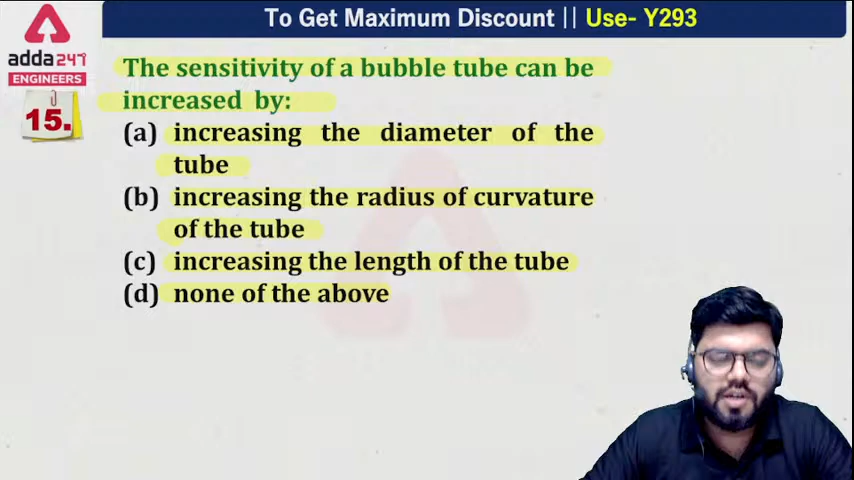 To Get Maximum Discount || Use- Y293
adda247
ENGINEERS
15.
The sensitivity of a bubble tube can be
increased by:
(a) increasing the diameter of the
tube
(b) increasing the radius of curvature
of the tube
(c) increasing the length of the tube
(d) none of the above